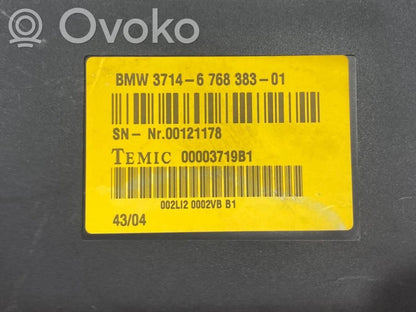 Ovoko
BMW 3714-6 768 383-01
SN- Nr.00121178
TEMIC 00003719B1
002LI2 0002VB B1
43/04